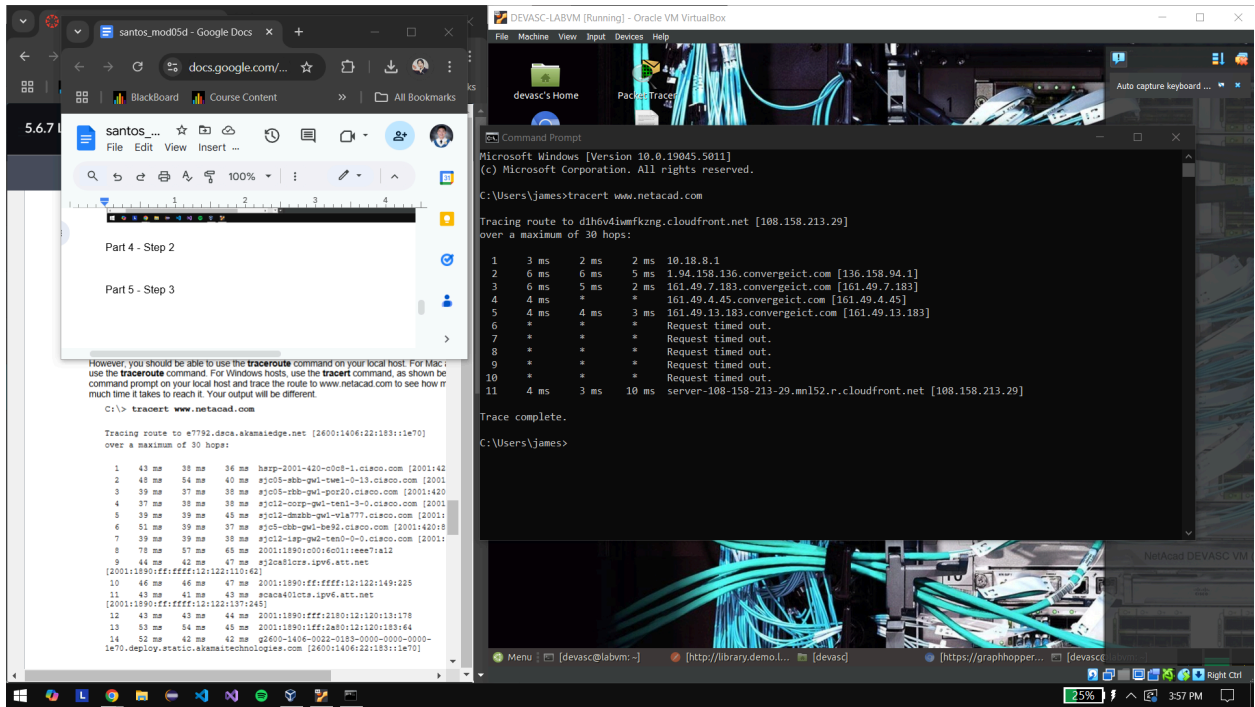 santos_mod05d - Google Docs
docs.google.com/...
BlackBoard
Course Content
All Bookmarks
5.6.7 L
santos_...
File Edit View Insert ...
100%
1 2 3 4
Part 4 - Step 2
Part 5 - Step 3
However, you should be able to use the traceroute command on your local host. For Mac
use the traceroute command. For Windows hosts, use the tracert command, as shown be
command prompt on your local host and trace the route to www.netacad.com to see how m
much time it takes to reach it. Your output will be different.
C:\> tracert www.netacad.com
Tracing route to e7792.dsca.akamaiedge.net [2600:1406:22:183::1e70]
over a maximum of 30 hops:
1 43 ms 38 ms 36 ms hsrp-2001-420-c0c8-1.cisco.com [2001:42
2 48 ms 54 ms 40 ms sjc05-sbb-gw1-twe1-0-13.cisco.com [2001
3 39 ms 37 ms 38 ms sjc05-rbb-gw1-por20.cisco.com [2001:420
4 37 ms 38 ms 38 ms sjc12-corp-gw1-ten1-3-0.cisco.com [2001
5 39 ms 39 ms 45 ms sjc12-dmzbb-gw1-vla777.cisco.com [2001:
6 51 ms 39 ms 37 ms sjc5-cbb-gw1-be92.cisco.com [2001:420:8
7 39 ms 39 ms 38 ms sjc12-isp-gw2-ten0-0-0.cisco.com [2001:
8 78 ms 57 ms 65 ms 2001:1890:c00:6c01::eee7:a12
9 44 ms 42 ms 47 ms sj2ca81crs.ipv6.att.net
[2001:1890:ff:ffff:12:122:110:62]
10 46 ms 46 ms 47 ms 2001:1890:ff:ffff:12:122:149:225
11 43 ms 41 ms 43 ms scaca401cts.ipv6.att.net
[2001:1890:ff:ffff:12:122:137:245]
12 43 ms 43 ms 44 ms 2001:1890:fff:2180:12:120:13:178
13 53 ms 54 ms 45 ms 2001:1890:1ff:2a80:12:120:183:64
14 52 ms 42 ms 42 ms g2600-1406-0022-0183-0000-0000-0000-
1e70.deploy.static.akamaitechnologies.com [2600:1406:22:183::1e70]
DEVASC-LABVM [Running] - Oracle VM VirtualBox
File Machine View Input Devices Help
devasc's Home
Packet Tracer
Auto capture keyboard ...
Command Prompt
Microsoft Windows [Version 10.0.19045.5011]
(c) Microsoft Corporation. All rights reserved.
C:\Users\james>tracert www.netacad.com
Tracing route to d1h6v4iwmfkzng.cloudfront.net [108.158.213.29]
over a maximum of 30 hops:
1 3 ms 2 ms 2 ms 10.18.8.1
2 6 ms 6 ms 5 ms 1.94.158.136.convergeict.com [136.158.94.1]
3 6 ms 5 ms 2 ms 161.49.7.183.convergeict.com [161.49.7.183]
4 4 ms * * 161.49.4.45.convergeict.com [161.49.4.45]
5 4 ms 4 ms 3 ms 161.49.13.183.convergeict.com [161.49.13.183]
6 * * * Request timed out.
7 * * * Request timed out.
8 * * * Request timed out.
9 * * * Request timed out.
10 * * * Request timed out.
11 4 ms 3 ms 10 ms server-108-158-213-29.mnl52.r.cloudfront.net [108.158.213.29]
Trace complete.
C:\Users\james>
NetAcad DEVASC VM
Menu [devasc@labvm: ~] [http://library.demo.l... [devasc] [https://graphhopper... [devasc@
Right Ctrl
25% 3:57 PM